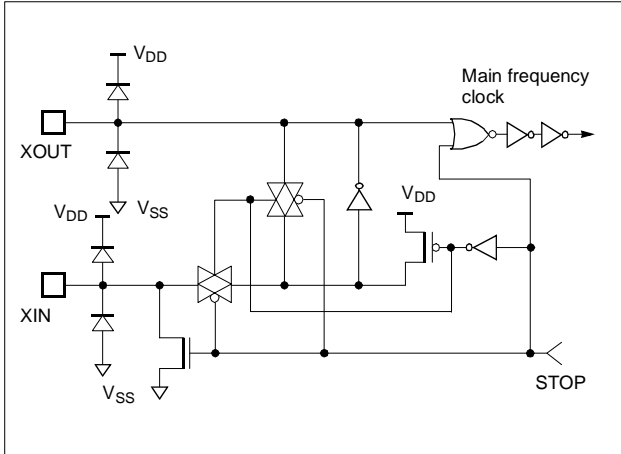 VDD
Main frequency
clock
XOUT
VSS
VDD
VDD
XIN
VSS
STOP